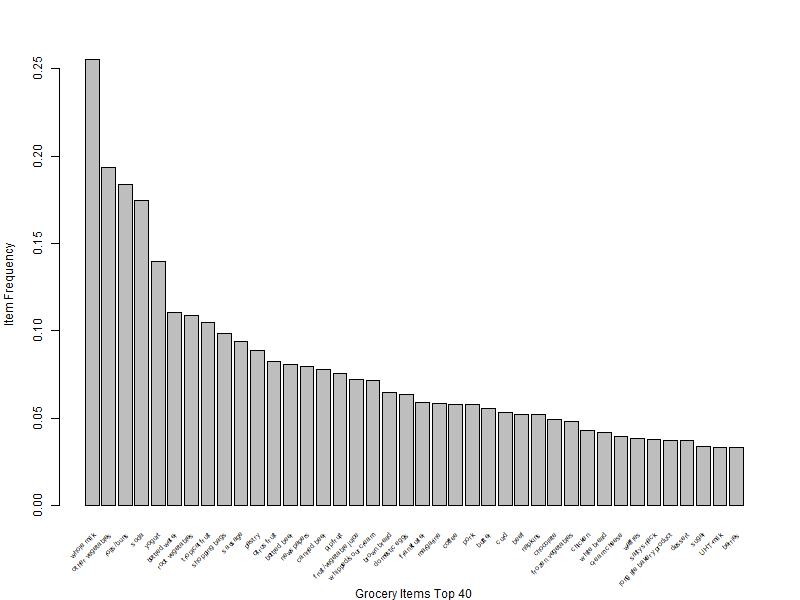 0.25
0.20
0.15
0.10
0.05
0.00
Item Frequency
whole milk
other vegetables
rolls/buns
soda
yogurt
bottled water
root vegetables
tropical fruit
shopping bags
sausage
pastry
citrus fruit
bottled beer
newspapers
canned beer
pip fruit
fruit/vegetable juice
whipped/sour cream
brown bread
domestic eggs
frankfurter
margarine
coffee
pork
butter
curd
beef
napkins
chocolate
frozen vegetables
chicken
white bread
cream cheese
waffles
salty snack
long life bakery product
dessert
sugar
UHT-milk
berries
Grocery Items Top 40